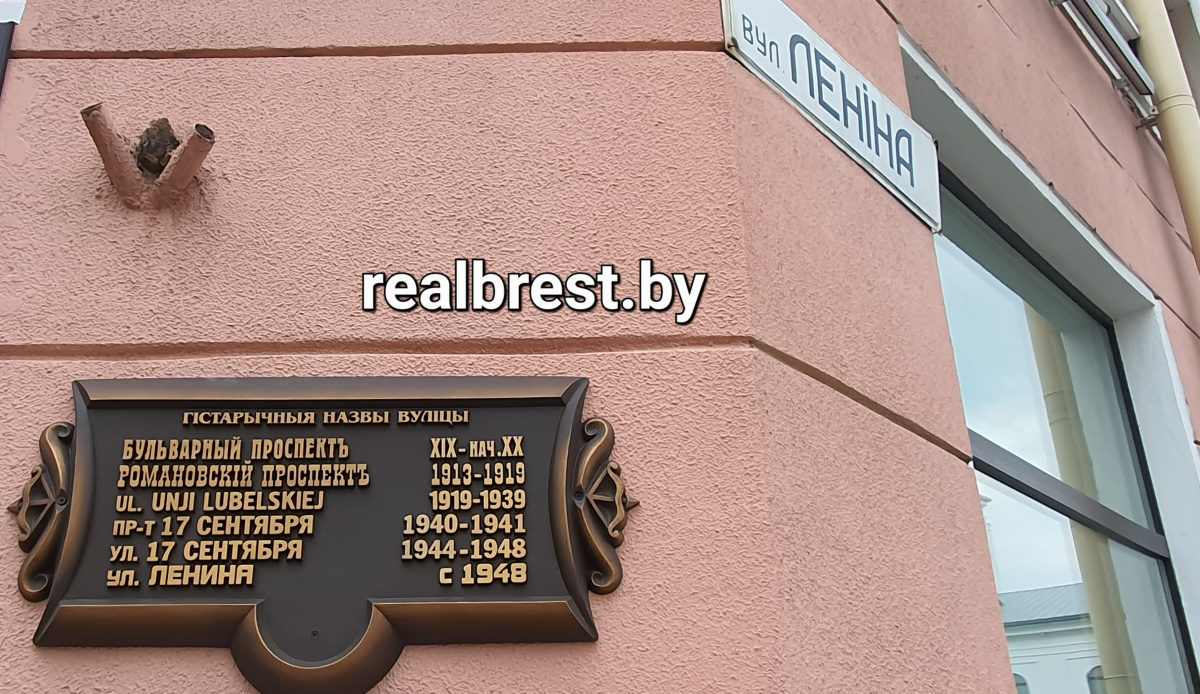 вул. ЛЕНІНА
realbrest.by
ГІСТАРЫЧНЫЯ НАЗВЫ ВУЛІЦЫ
БУЛЬВАРНЫЙ ПРОСПЕКТЪ XIX - НАЧ. XX
РОМАНОВСКІЙ ПРОСПЕКТЪ 1913-1919
UL. UNJI LUBELSKIEJ 1919-1939
ПР-Т 17 СЕНТЯБРЯ 1940-1941
УЛ. 17 СЕНТЯБРЯ 1944-1948
УЛ. ЛЕНИНА С 1948